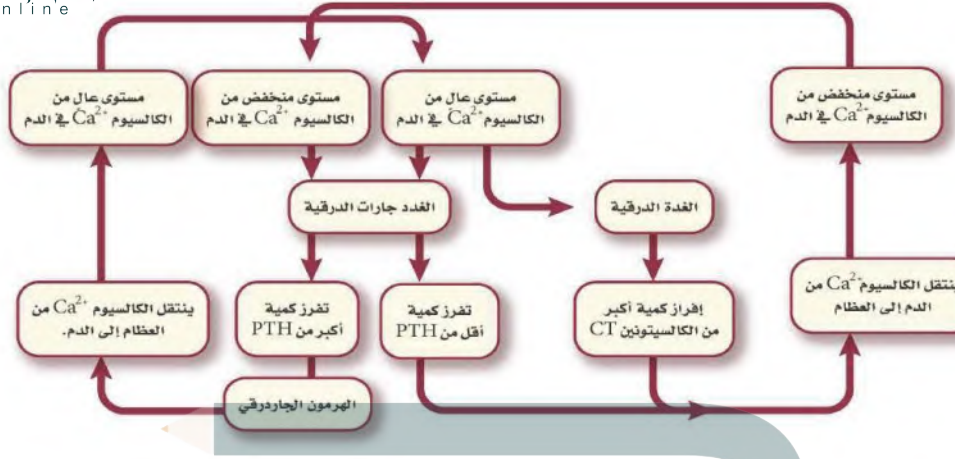 nline
مستوى عال من
الكالسيوم Ca²⁺ في الدم
مستوى منخفض من
الكالسيوم Ca²⁺ في الدم
مستوى عال من
الكالسيوم Ca²⁺ في الدم
مستوى منخفض من
الكالسيوم Ca²⁺ في الدم
الغدد جارات الدرقية
الغدة الدرقية
ينتقل الكالسيوم Ca²⁺ من
العظام إلى الدم.
تفرز كمية
أكبر من PTH
تفرز كمية
أقل من PTH
إفراز كمية أكبر
من الكالسيتونين CT
ينتقل الكالسيوم Ca²⁺ من
الدم إلى العظام
الهرمون الجاردرقي